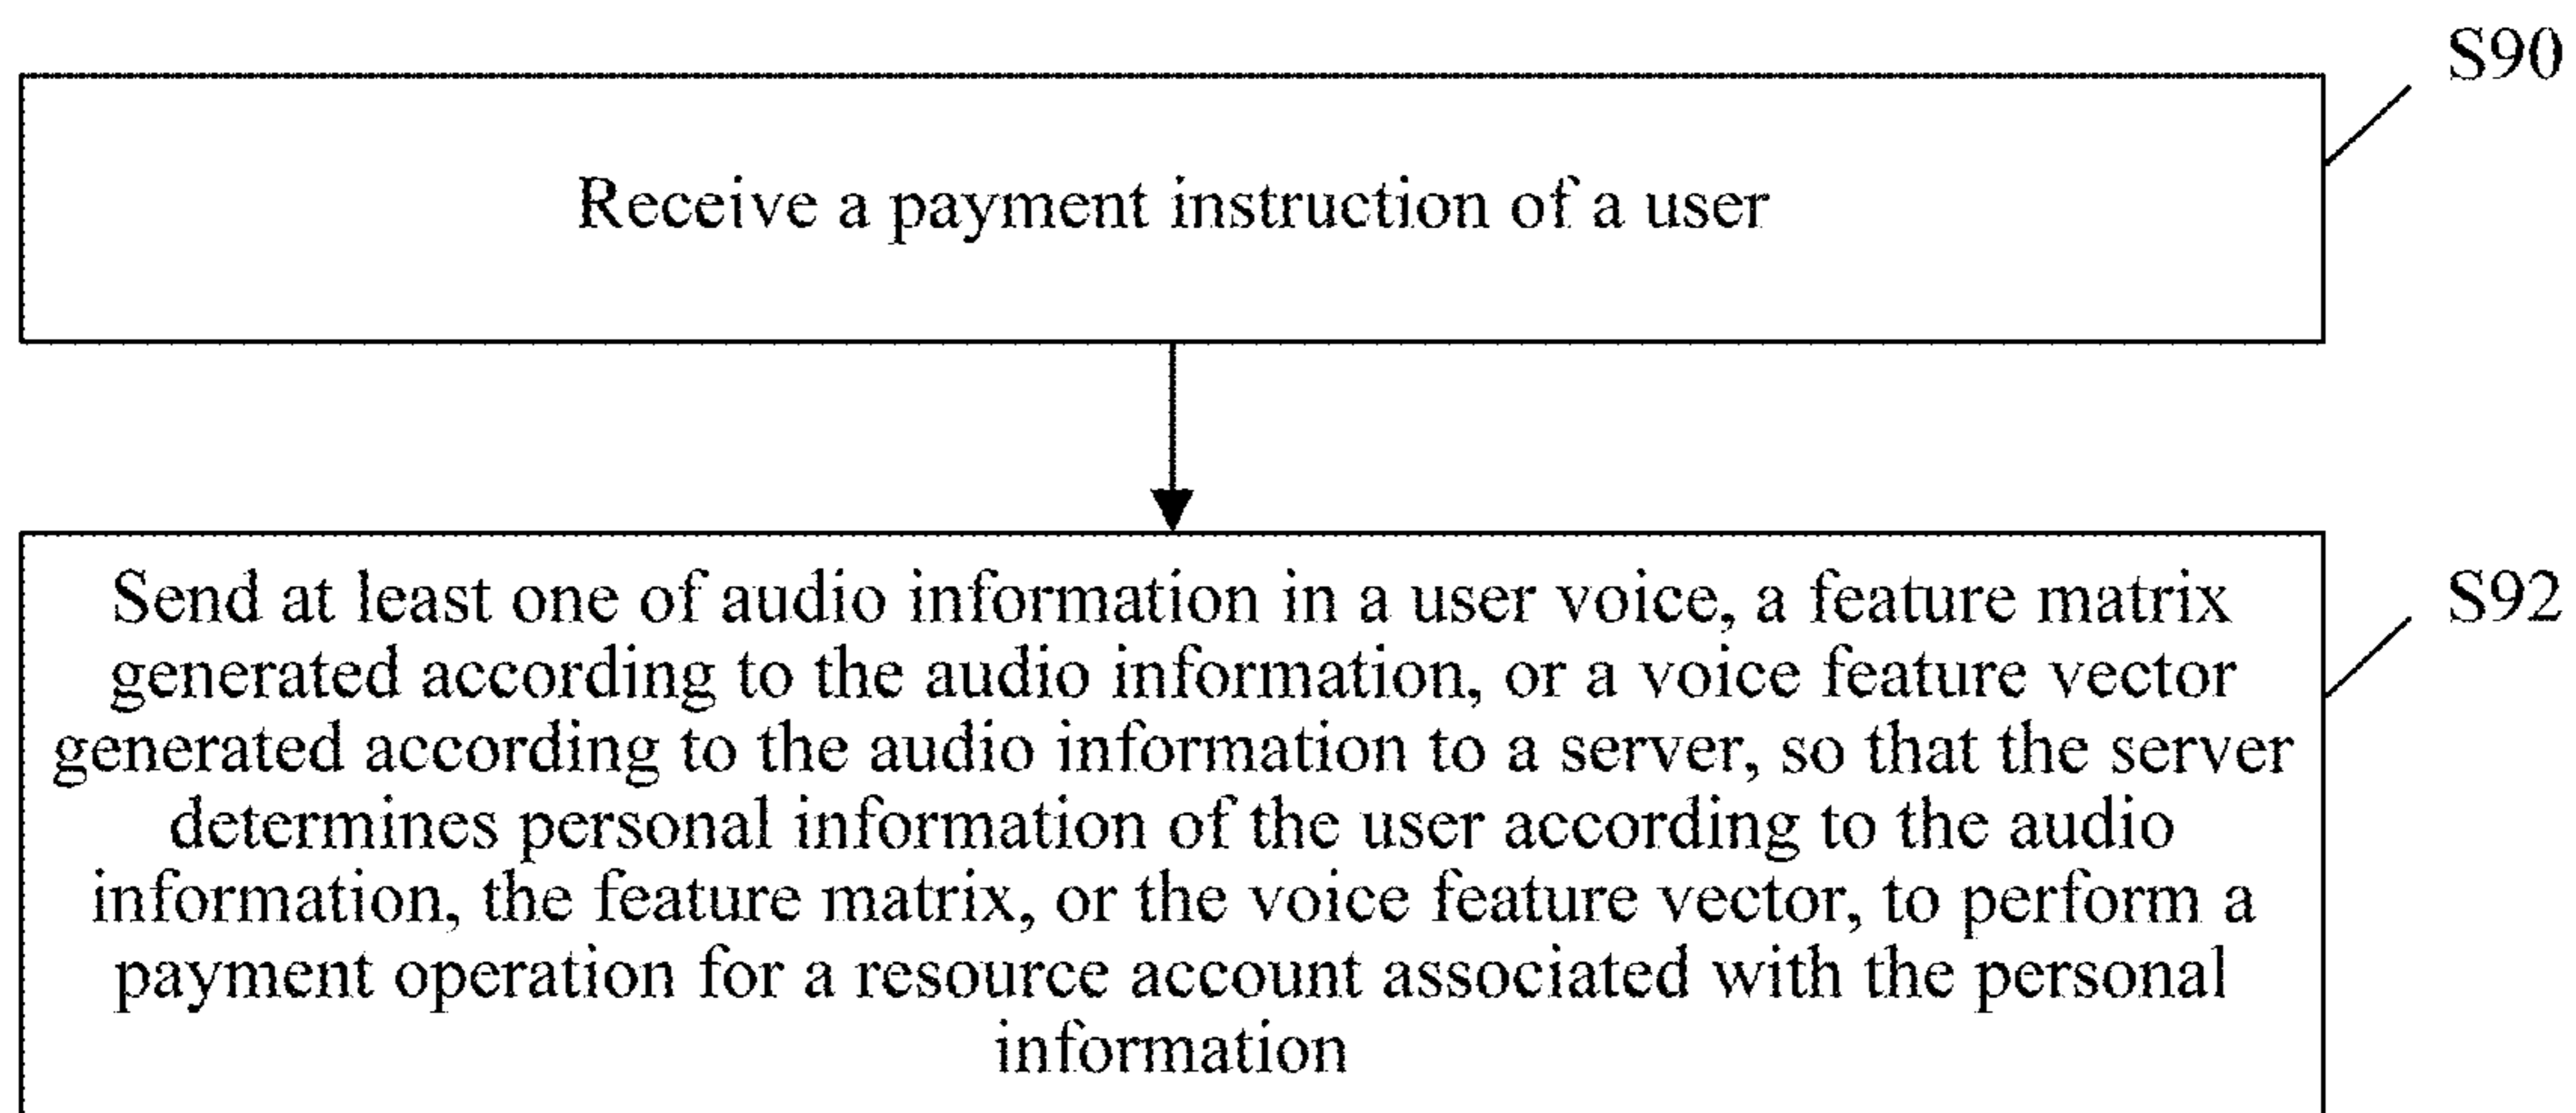 S90
Receive a payment instruction of a user
S92
Send at least one of audio information in a user voice, a feature matrix
generated according to the audio information, or a voice feature vector
generated according to the audio information to a server, so that the server
determines personal information of the user according to the audio
information, the feature matrix, or the voice feature vector, to perform a
payment operation for a resource account associated with the personal
information